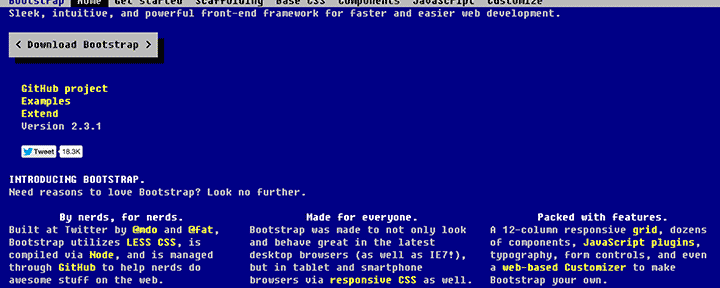 Bootstrap Home Get started Scaffolding Base CSS Components JavaScript Customize
Sleek, intuitive, and powerful front-end framework for faster and easier web development.
< Download Bootstrap >
GitHub project
Examples
Extend
Version 2.3.1
Tweet 18.3K
INTRODUCING BOOTSTRAP.
Need reasons to love Bootstrap? Look no further.
By nerds, for nerds.
Built at Twitter by @mdo and @fat,
Bootstrap utilizes LESS CSS, is
compiled via Node, and is managed
through GitHub to help nerds do
awesome stuff on the web.
Made for everyone.
Bootstrap was made to not only look
and behave great in the latest
desktop browsers (as well as IE7!),
but in tablet and smartphone
browsers via responsive CSS as well.
Packed with features.
A 12-column responsive grid, dozens
of components, JavaScript plugins,
typography, form controls, and even
a web-based Customizer to make
Bootstrap your own.